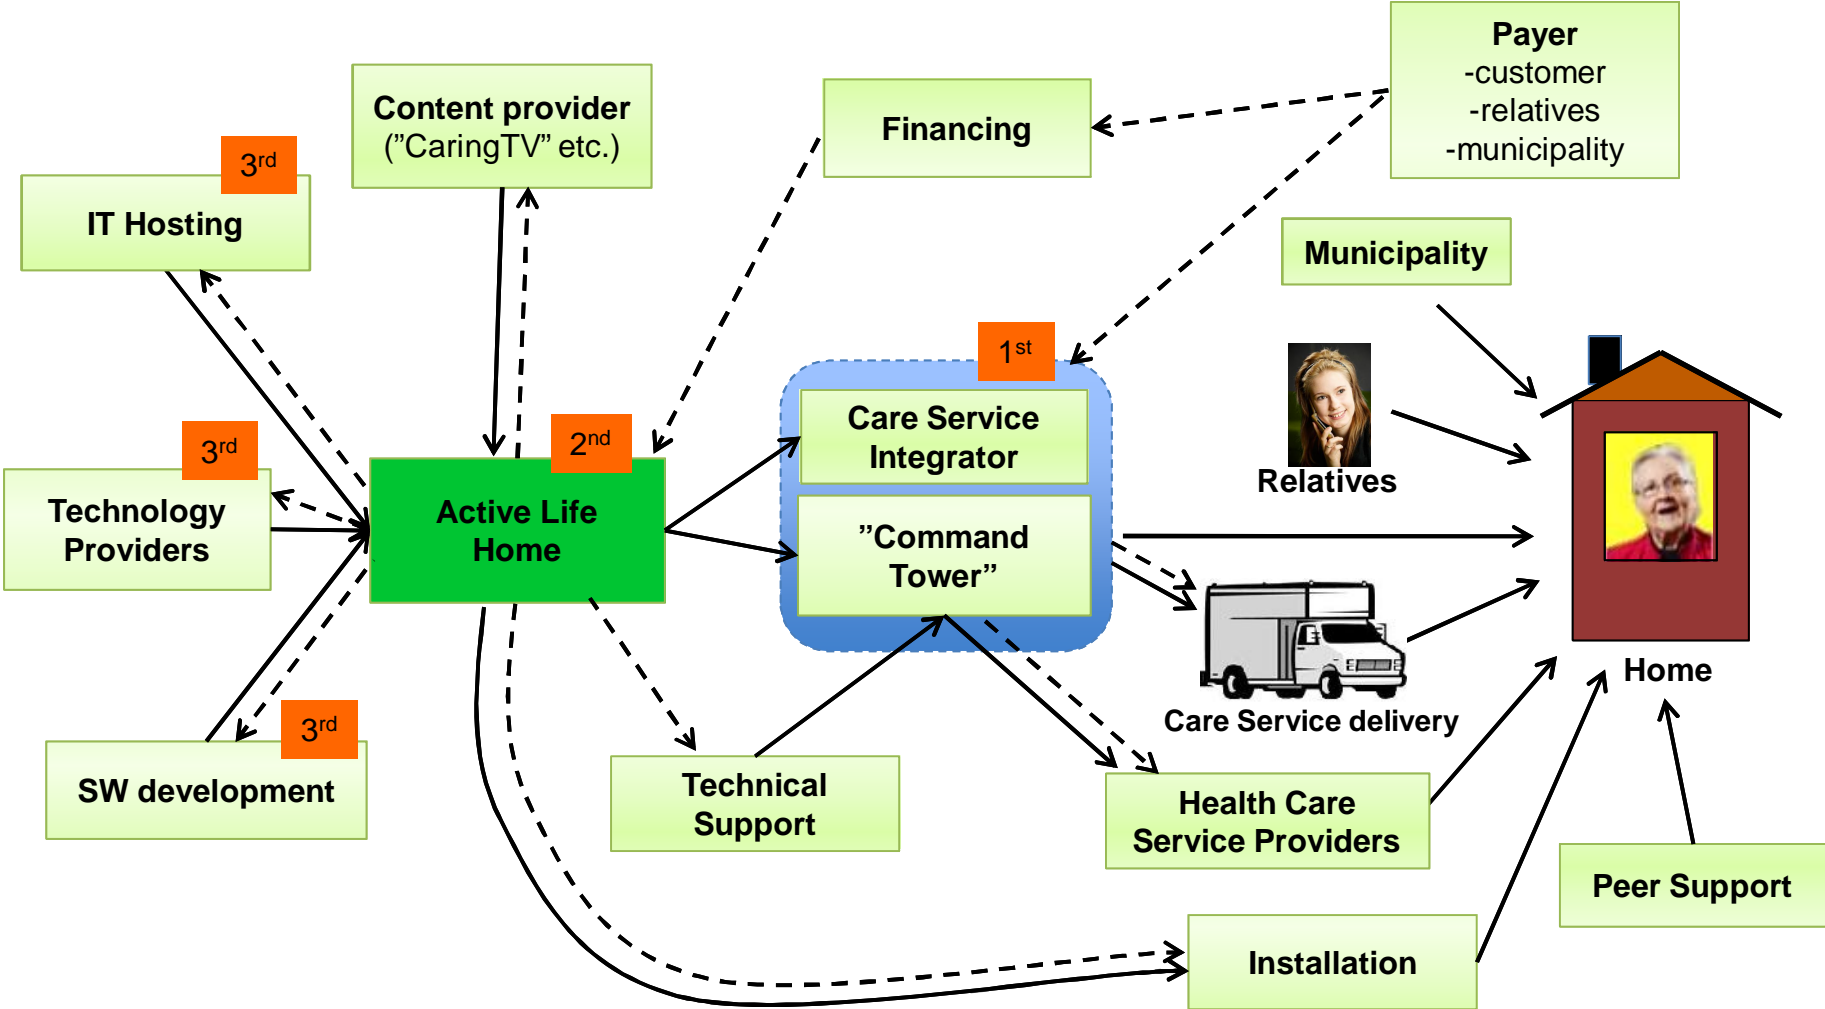 Payer
-customer
-relatives
-municipality
Content provider
(”CaringTV” etc.)
Financing
3rd
IT Hosting
Municipality
1st
Care Service
Integrator
3rd
2nd
Relatives
Technology
Providers
Active Life
Home
”Command
Tower”
Home
3rd
Care Service delivery
SW development
Technical
Support
Health Care
Service Providers
Peer Support
Installation